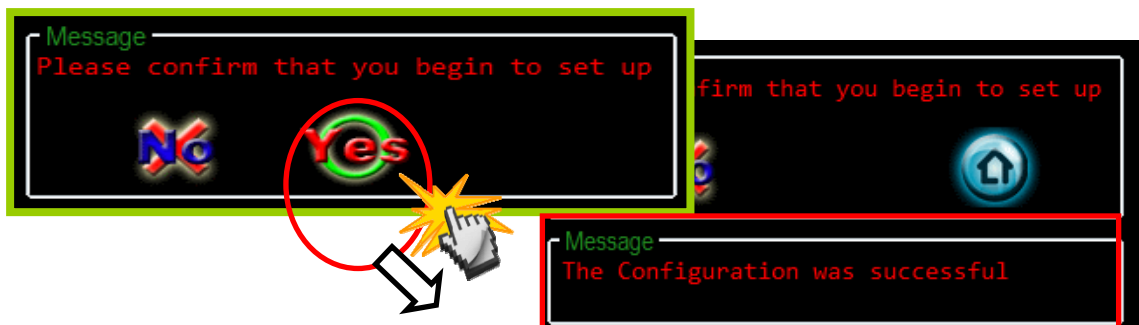 Message
Please confirm that you begin to set up
No
Yes
firm that you begin to set up
Message
The Configuration was successful